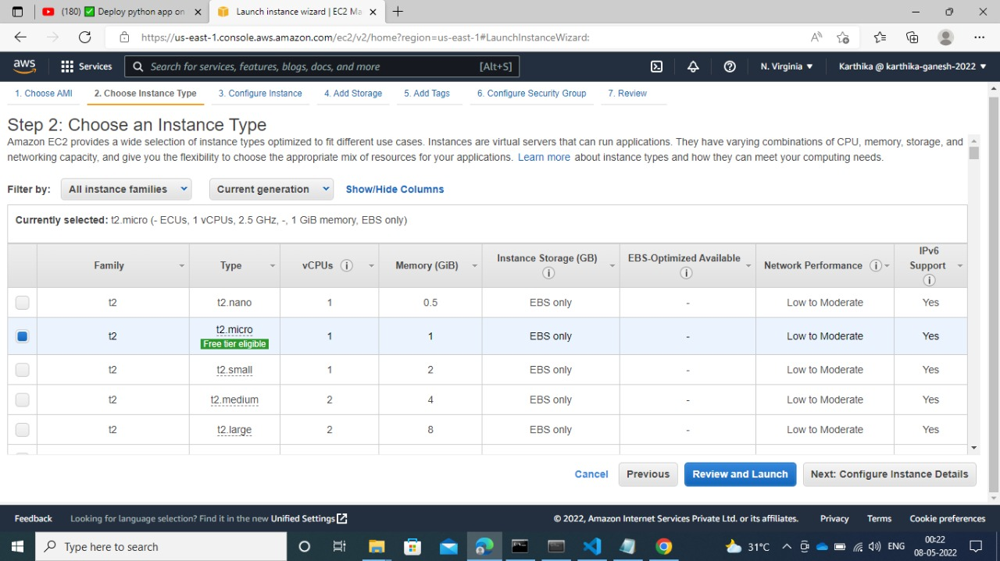 (180) ✅ Deploy python app on
Launch instance wizard | EC2 Ma
https://us-east-1.console.aws.amazon.com/ec2/v2/home?region=us-east-1#LaunchInstanceWizard:
aws
Services
Search for services, features, blogs, docs, and more
[Alt+S]
N. Virginia
Karthika @ karthika-ganesh-2022
1. Choose AMI
2. Choose Instance Type
3. Configure Instance
4. Add Storage
5. Add Tags
6. Configure Security Group
7. Review
Step 2: Choose an Instance Type
Amazon EC2 provides a wide selection of instance types optimized to fit different use cases. Instances are virtual servers that can run applications. They have varying combinations of CPU, memory, storage, and
networking capacity, and give you the flexibility to choose the appropriate mix of resources for your applications. Learn more about instance types and how they can meet your computing needs.
Filter by: All instance families Current generation Show/Hide Columns
Currently selected: t2.micro (- ECUs, 1 vCPUs, 2.5 GHz, -, 1 GiB memory, EBS only)
Family Type vCPUs Memory (GiB) Instance Storage (GB) EBS-Optimized Available Network Performance IPv6 Support
t2 t2.nano 1 0.5 EBS only - Low to Moderate Yes
t2 t2.micro Free tier eligible 1 1 EBS only - Low to Moderate Yes
t2 t2.small 1 2 EBS only - Low to Moderate Yes
t2 t2.medium 2 4 EBS only - Low to Moderate Yes
t2 t2.large 2 8 EBS only - Low to Moderate Yes
Cancel Previous Review and Launch Next: Configure Instance Details
Feedback Looking for language selection? Find it in the new Unified Settings © 2022, Amazon Internet Services Private Ltd. or its affiliates. Privacy Terms Cookie preferences
Type here to search
31°C
ENG
00:22
08-05-2022